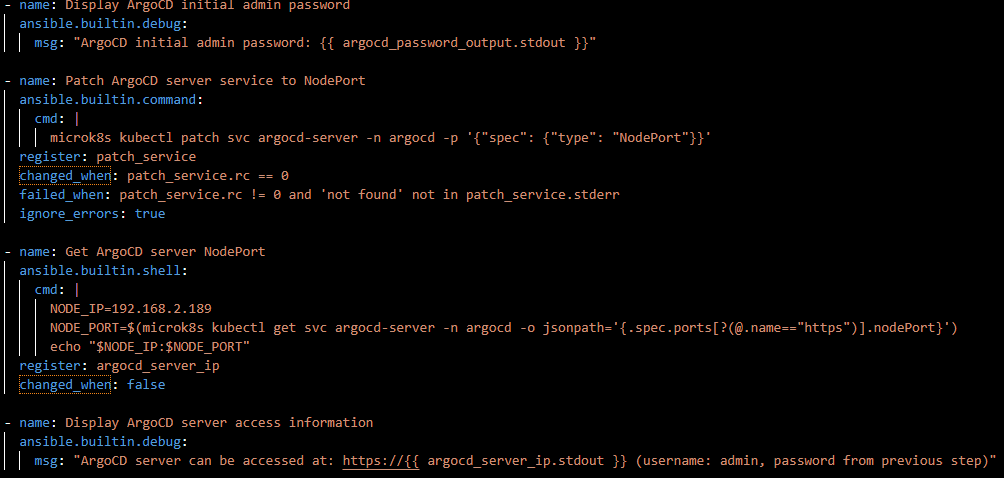 - name: Display ArgoCD initial admin password
  ansible.builtin.debug:
    msg: "ArgoCD initial admin password: {{ argocd_password_output.stdout }}"
- name: Patch ArgoCD server service to NodePort
  ansible.builtin.command:
    cmd: |
      microk8s kubectl patch svc argocd-server -n argocd -p '{"spec": {"type": "NodePort"}}'
  register: patch_service
  changed_when: patch_service.rc == 0
  failed_when: patch_service.rc != 0 and 'not found' not in patch_service.stderr
  ignore_errors: true
- name: Get ArgoCD server NodePort
  ansible.builtin.shell:
    cmd: |
      NODE_IP=192.168.2.189
      NODE_PORT=$(microk8s kubectl get svc argocd-server -n argocd -o jsonpath='{.spec.ports[?(@.name=="https")].nodePort}')
      echo "$NODE_IP:$NODE_PORT"
  register: argocd_server_ip
  changed_when: false
- name: Display ArgoCD server access information
  ansible.builtin.debug:
    msg: "ArgoCD server can be accessed at: https://{{ argocd_server_ip.stdout }} (username: admin, password from previous step)"